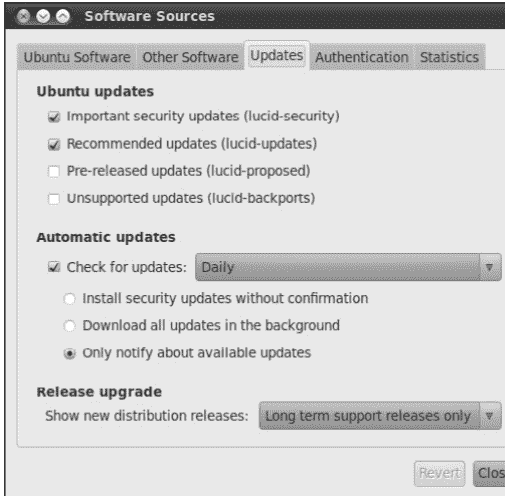 Software Sources
Ubuntu Software Other Software Updates Authentication Statistics
Ubuntu updates
Important security updates (lucid-security)
Recommended updates (lucid-updates)
Pre-released updates (lucid-proposed)
Unsupported updates (lucid-backports)
Automatic updates
Check for updates: Daily
Install security updates without confirmation
Download all updates in the background
Only notify about available updates
Release upgrade
Show new distribution releases: Long term support releases only
Revert Clos